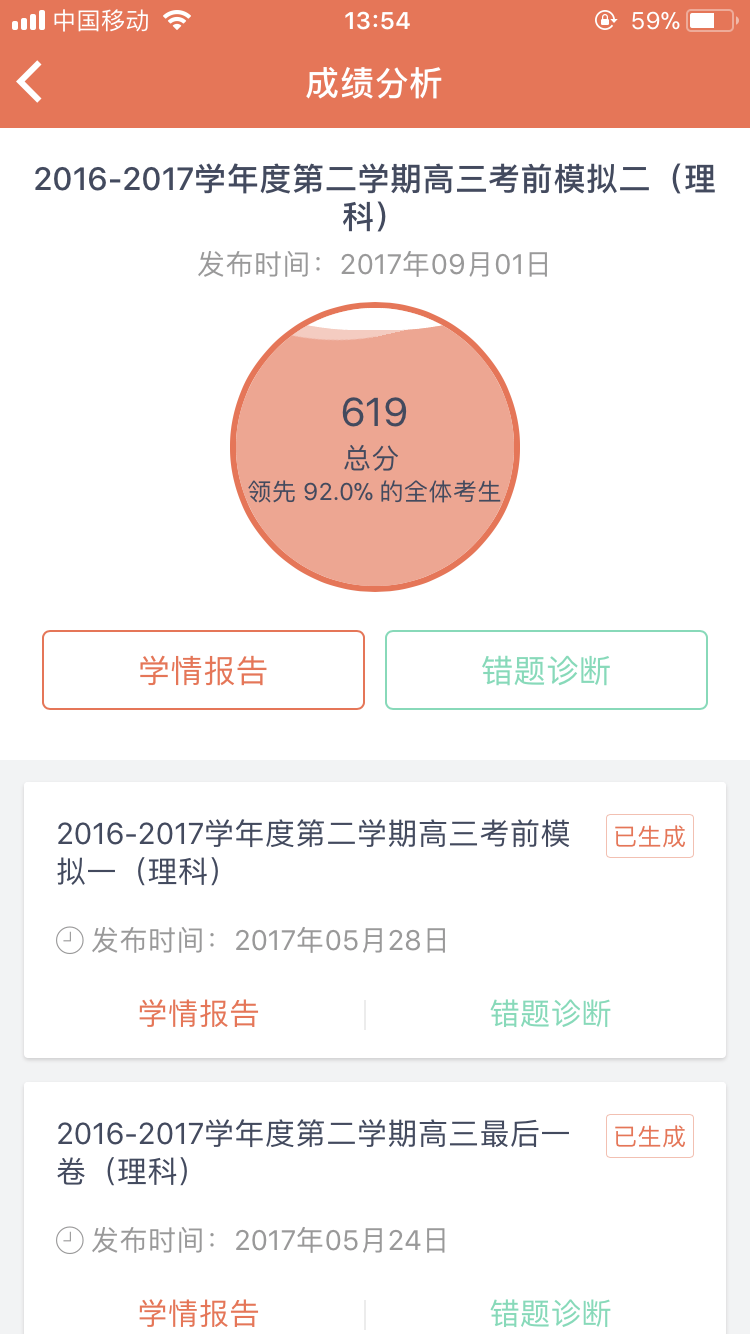 中国移动 13:54 59%
成绩分析
2016-2017学年度第二学期高三考前模拟二（理
科）
发布时间：2017年09月01日
619
总分
领先 92.0% 的全体考生
学情报告 错题诊断
2016-2017学年度第二学期高三考前模
拟一（理科）
已生成
发布时间：2017年05月28日
学情报告 错题诊断
2016-2017学年度第二学期高三最后一
卷（理科）
已生成
发布时间：2017年05月24日
学情报告 错题诊断